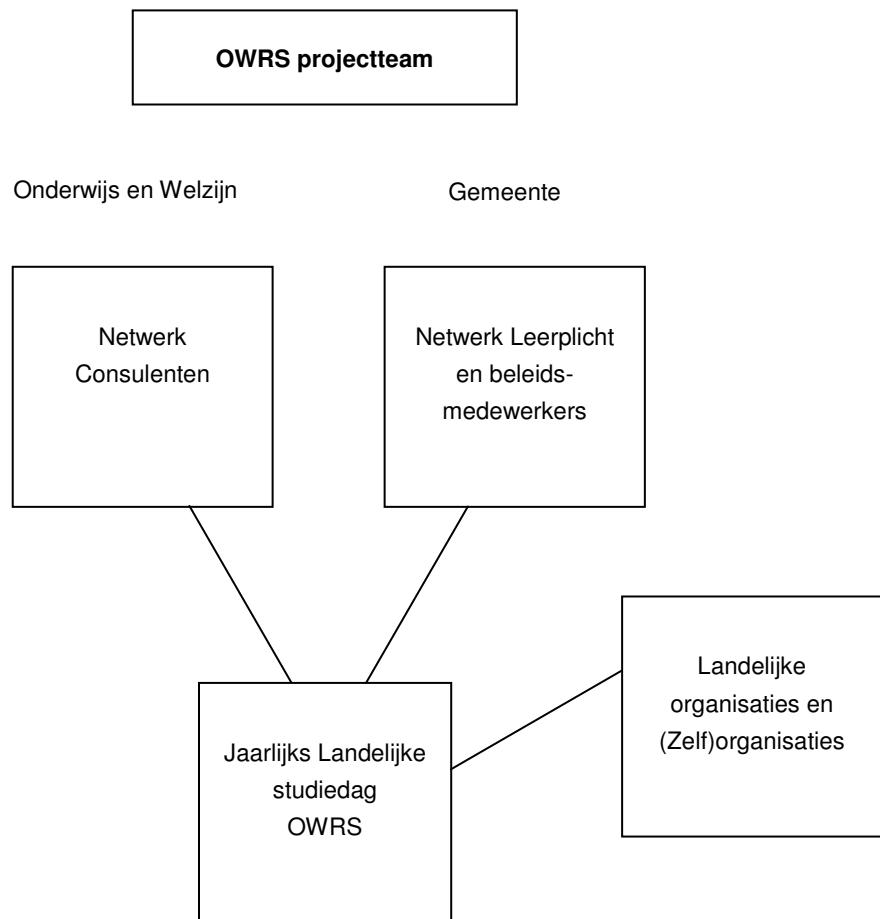 OWRS projectteam
Onderwijs en Welzijn
Gemeente
Netwerk
Consulenten
Netwerk Leerplicht
en beleids-
medewerkers
Landelijke
organisaties en
(Zelf)organisaties
Jaarlijks Landelijke
studiedag
OWRS